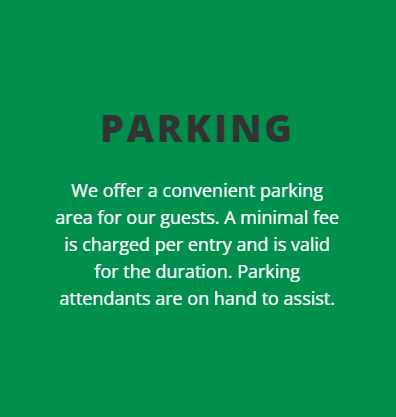 PARKING
We offer a convenient parking
area for our guests. A minimal fee
is charged per entry and is valid
for the duration. Parking
attendants are on hand to assist.